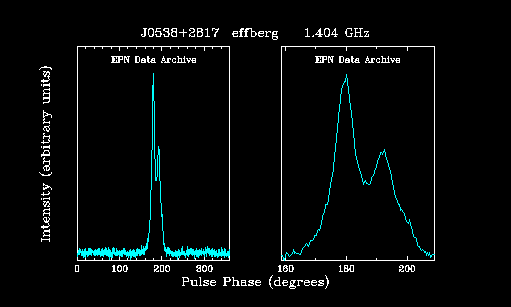 J0538+2817 effberg 1.404 GHz
EPN Data Archive EPN Data Archive
Intensity (arbitrary units)
0 100 200 300 160 180 200
Pulse Phase (degrees)